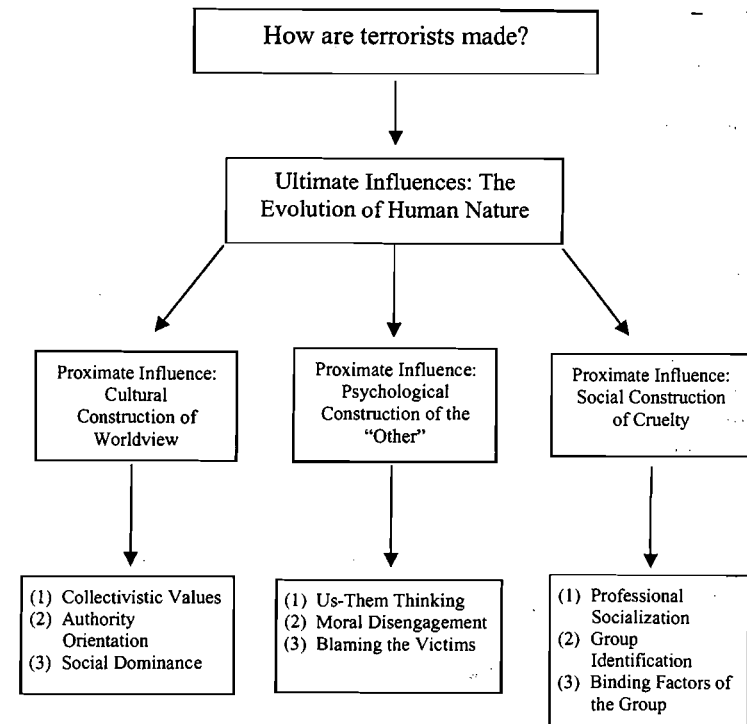 How are terrorists made?
Ultimate Influences: The
Evolution of Human Nature
Proximate Influence:
Cultural
Construction of
Worldview
Proximate Influence:
Psychological
Construction of the
“Other”
Proximate Influence:
Social Construction
of Cruelty
(1) Collectivistic Values
(2) Authority
Orientation
(3) Social Dominance
(1) Us-Them Thinking
(2) Moral Disengagement
(3) Blaming the Victims
(1) Professional
Socialization
(2) Group
Identification
(3) Binding Factors of
the Group